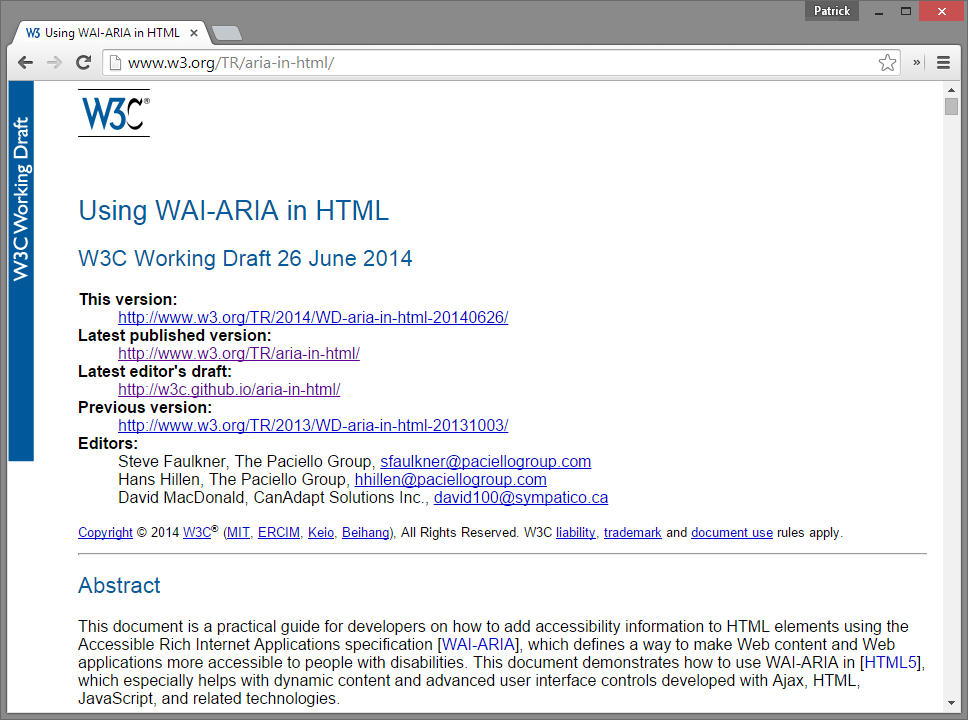 Patrick
W3 Using WAI-ARIA in HTML
www.w3.org/TR/aria-in-html/
»
W3C Working Draft
W3C®
Using WAI-ARIA in HTML
W3C Working Draft 26 June 2014
This version:
http://www.w3.org/TR/2014/WD-aria-in-html-20140626/
Latest published version:
http://www.w3.org/TR/aria-in-html/
Latest editor's draft:
http://w3c.github.io/aria-in-html/
Previous version:
http://www.w3.org/TR/2013/WD-aria-in-html-20131003/
Editors:
Steve Faulkner, The Paciello Group, sfaulkner@paciellogroup.com
Hans Hillen, The Paciello Group, hhillen@paciellogroup.com
David MacDonald, CanAdapt Solutions Inc., david100@sympatico.ca
Copyright © 2014 W3C® (MIT, ERCIM, Keio, Beihang), All Rights Reserved. W3C liability, trademark and document use rules apply.
Abstract
This document is a practical guide for developers on how to add accessibility information to HTML elements using the
Accessible Rich Internet Applications specification [WAI-ARIA], which defines a way to make Web content and Web
applications more accessible to people with disabilities. This document demonstrates how to use WAI-ARIA in [HTML5],
which especially helps with dynamic content and advanced user interface controls developed with Ajax, HTML,
JavaScript, and related technologies.